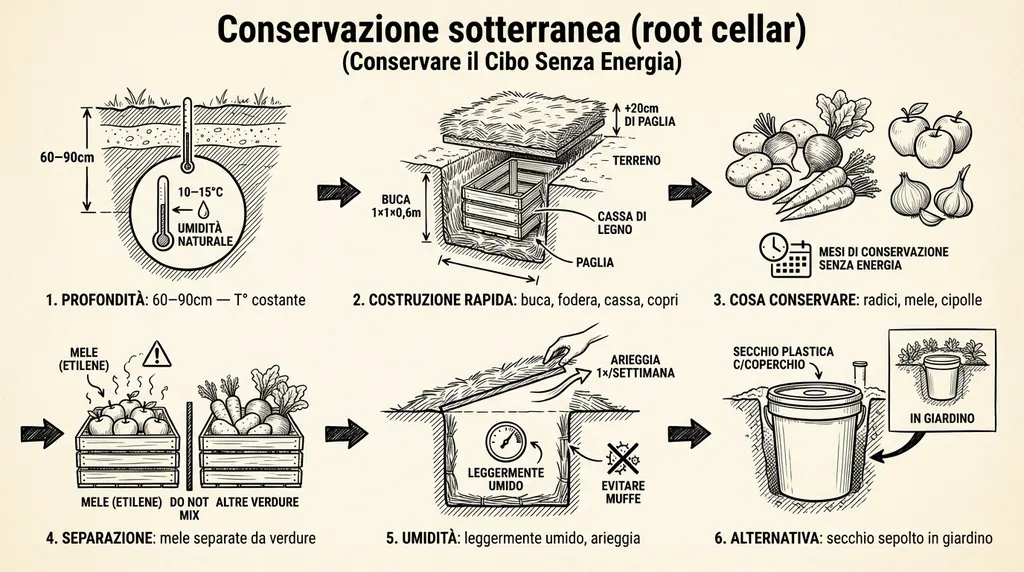 Conservazione sotterranea (root cellar)
(Conservare il Cibo Senza Energia)
60–90cm
10–15°C
UMIDITÀ
NATURALE
1. PROFONDITÀ: 60–90cm — T° costante
+20cm
DI PAGLIA
TERRENO
BUCA
1×1×0,6m
CASSA DI
LEGNO
PAGLIA
2. COSTRUZIONE RAPIDA: buca, fodera, cassa, copri
MESI DI CONSERVAZIONE
SENZA ENERGIA
3. COSA CONSERVARE: radici, mele, cipolle
MELE
(ETILENE)
MELE (ETILENE)
DO NOT
MIX
ALTRE VERDURE
4. SEPARAZIONE: mele separate da verdure
ARIEGGIA
1×/SETTIMANA
LEGGERMENTE
UMIDO
EVITARE
MUFFE
5. UMIDITÀ: leggermente umido, arieggia
SECCHIO PLASTICA
C/COPERCHIO
IN GIARDINO
6. ALTERNATIVA: secchio sepolto in giardino